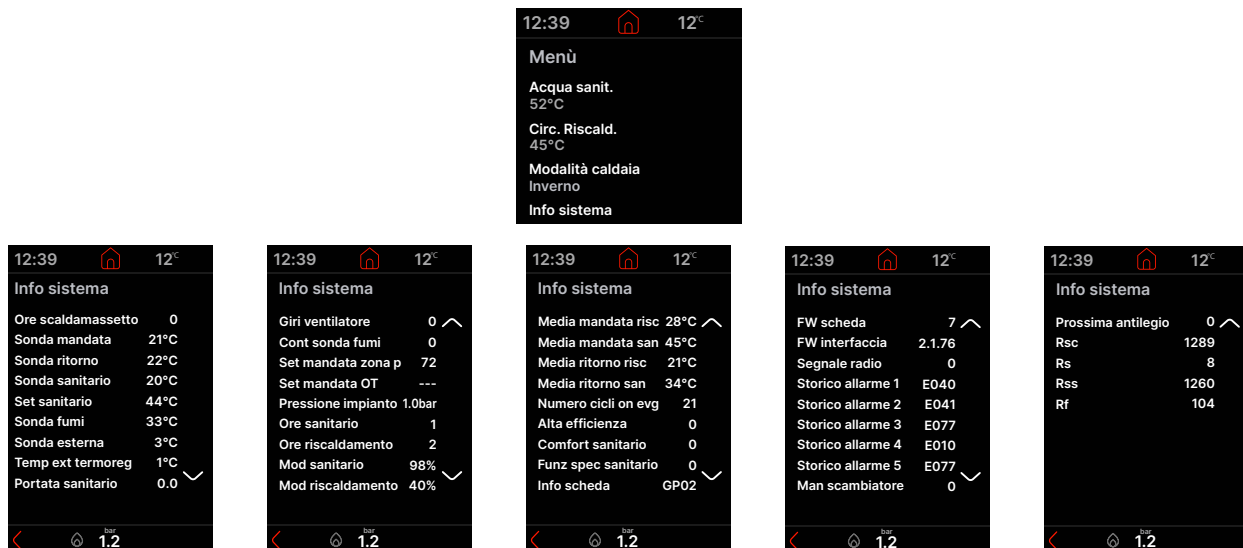 12:39 12°C
Menù
Acqua sanit.
52°C
Circ. Riscald.
45°C
Modalità caldaia
Inverno
Info sistema
12:39 12°C
Info sistema
Ore scaldamassetto 0
Sonda mandata 21°C
Sonda ritorno 22°C
Sonda sanitario 20°C
Set sanitario 44°C
Sonda fumi 33°C
Sonda esterna 3°C
Temp ext termoreg 1°C
Portata sanitario 0.0
bar
1.2
12:39 12°C
Info sistema
Giri ventilatore 0
Cont sonda fumi 0
Set mandata zona p 72
Set mandata OT ---
Pressione impianto 1.0bar
Ore sanitario 1
Ore riscaldamento 2
Mod sanitario 98%
Mod riscaldamento 40%
bar
1.2
12:39 12°C
Info sistema
Media mandata risc 28°C
Media mandata san 45°C
Media ritorno risc 21°C
Media ritorno san 34°C
Numero cicli on evg 21
Alta efficienza 0
Comfort sanitario 0
Funz spec sanitario 0
Info scheda GP02
bar
1.2
12:39 12°C
Info sistema
FW scheda 7
FW interfaccia 2.1.76
Segnale radio 0
Storico allarme 1 E040
Storico allarme 2 E041
Storico allarme 3 E077
Storico allarme 4 E010
Storico allarme 5 E077
Man scambiatore 0
bar
1.2
12:39 12°C
Info sistema
Prossima antilegio 0
Rsc 1289
Rs 8
Rss 1260
Rf 104
bar
1.2